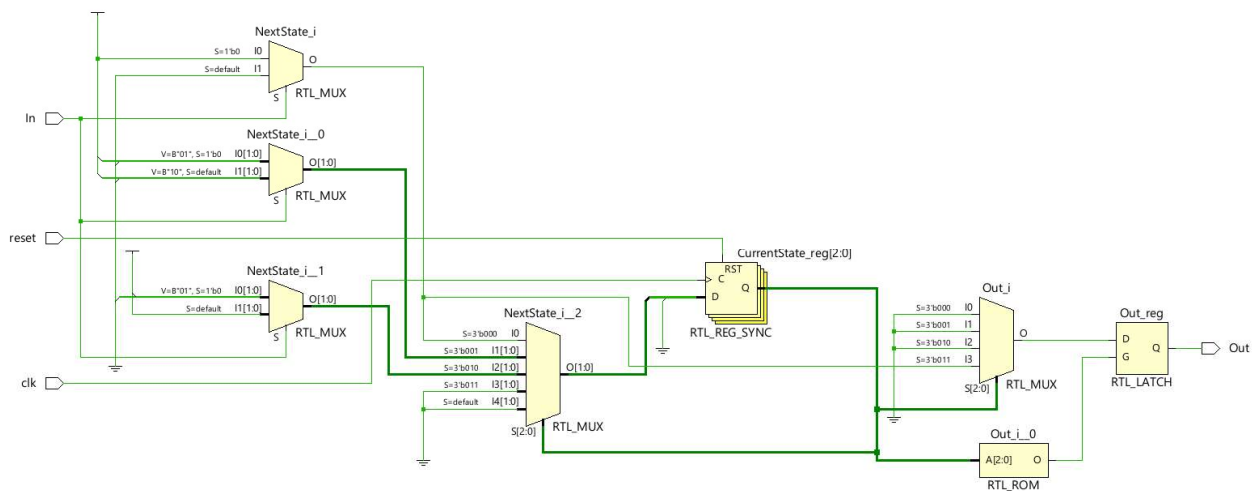 NextState_i
S=1'b0 I0 O
S=default I1
S RTL_MUX
In
NextState_i__0
V=B"01", S=1'b0 I0[1:0] O[1:0]
V=B"10", S=default I1[1:0]
S RTL_MUX
reset
CurrentState_reg[2:0]
RST
C
D Q
RTL_REG_SYNC
NextState_i__1
V=B"01", S=1'b0 I0[1:0] O[1:0]
S=default I1[1:0]
S RTL_MUX
NextState_i__2
S=3'b000 I0
S=3'b001 I1[1:0]
S=3'b010 I2[1:0] O[1:0]
S=3'b011 I3[1:0]
S=default I4[1:0]
S[2:0] RTL_MUX
clk
Out_i
S=3'b000 I0
S=3'b001 I1
S=3'b010 I2 O
S=3'b011 I3
S[2:0] RTL_MUX
Out_reg
D Q
G
RTL_LATCH
Out
Out_i__0
A[2:0] O
RTL_ROM